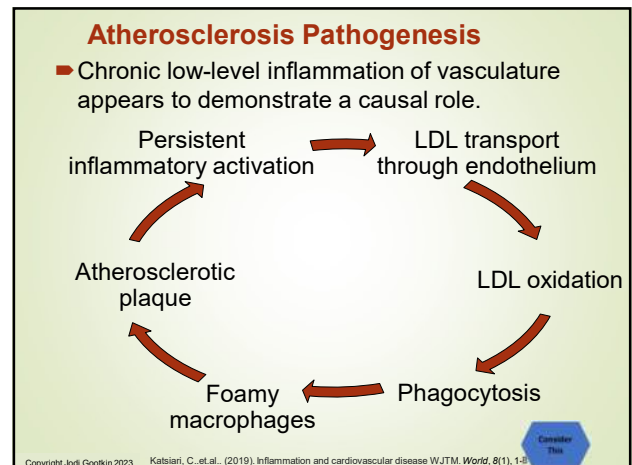 Atherosclerosis Pathogenesis
Chronic low-level inflammation of vasculature
appears to demonstrate a causal role.
Persistent
inflammatory activation
LDL transport
through endothelium
LDL oxidation
Phagocytosis
Foamy
macrophages
Atherosclerotic
plaque
Consider
This
Copyright Jodi Gootkin 2023
Katsiari, C..et.al.. (2019). Inflammation and cardiovascular disease WJTM. World, 8(1), 1-8